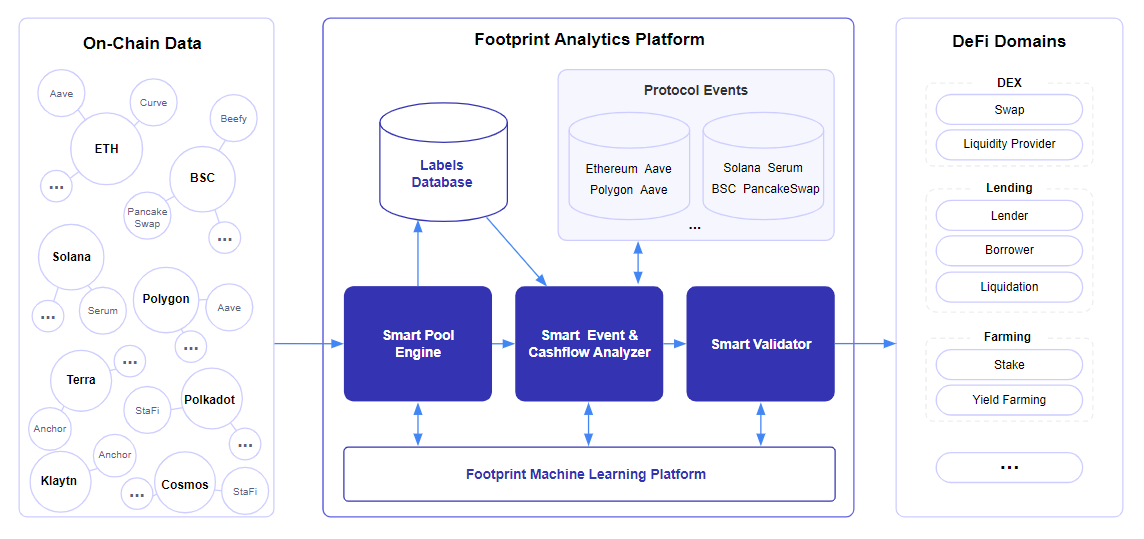 On-Chain Data
Aave
Curve
Beefy
ETH
BSC
...
Pancake
Swap
...
Solana
...
Serum
Polygon
Aave
...
Terra
...
Anchor
StaFi
Polkadot
...
Klaytn
Anchor
...
Cosmos
StaFi
Footprint Analytics Platform
Labels
Database
Protocol Events
Ethereum Aave
Polygon Aave
Solana Serum
BSC PancakeSwap
...
Smart Pool
Engine
Smart Event &
Cashflow Analyzer
Smart Validator
Footprint Machine Learning Platform
DeFi Domains
DEX
Swap
Liquidity Provider
Lending
Lender
Borrower
Liquidation
Farming
Stake
Yield Farming
...